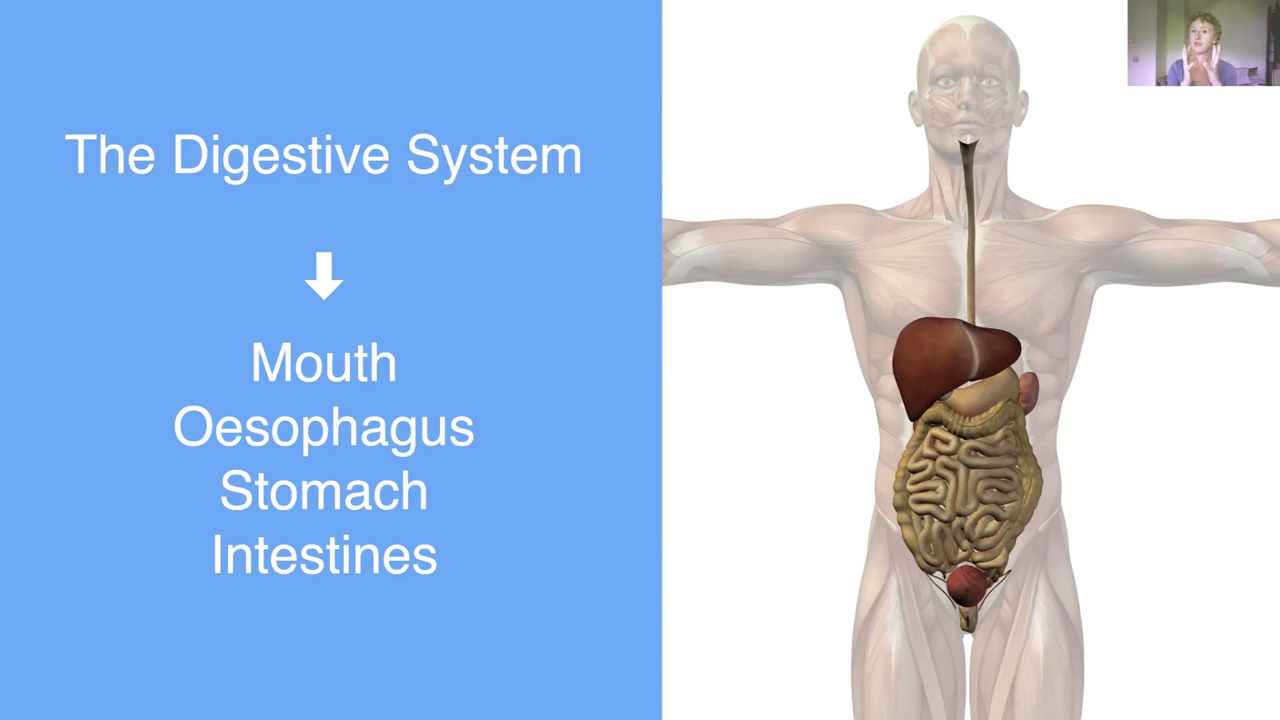 The Digestive System
Mouth
Oesophagus
Stomach
Intestines